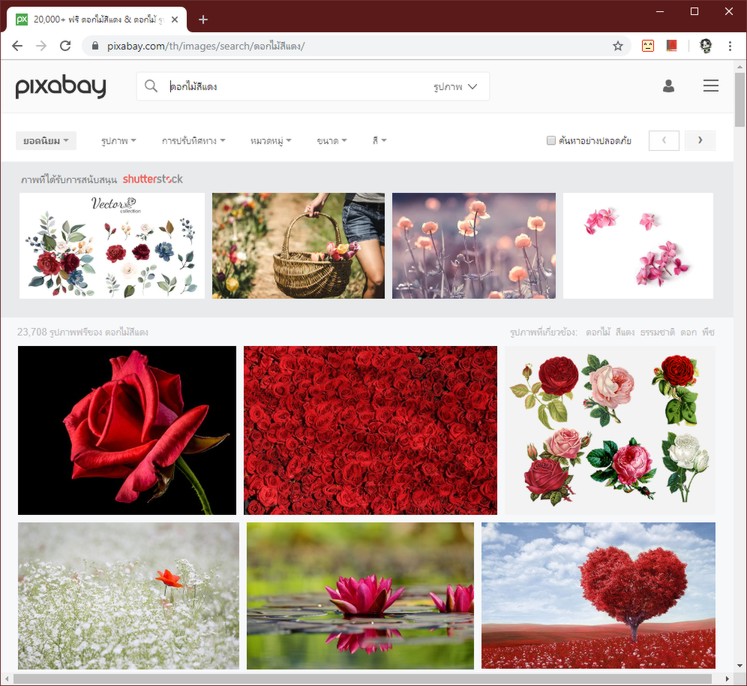 20,000+ ฟรี ดอกไม้สีแดง & ดอกไม้
pixabay.com/th/images/search/ดอกไม้สีแดง/
pixabay
ดอกไม้สีแดง
รูปภาพ
ยอดนิยม
รูปภาพ
การปรับทิศทาง
หมวดหมู่
ขนาด
สี
ค้นหาอย่างปลอดภัย
ภาพที่ได้รับการสนับสนุน shutterstock
Vector
collection
23,708 รูปภาพฟรีของ ดอกไม้สีแดง
รูปภาพที่เกี่ยวข้อง: ดอกไม้ สีแดง ธรรมชาติ ดอก พืช